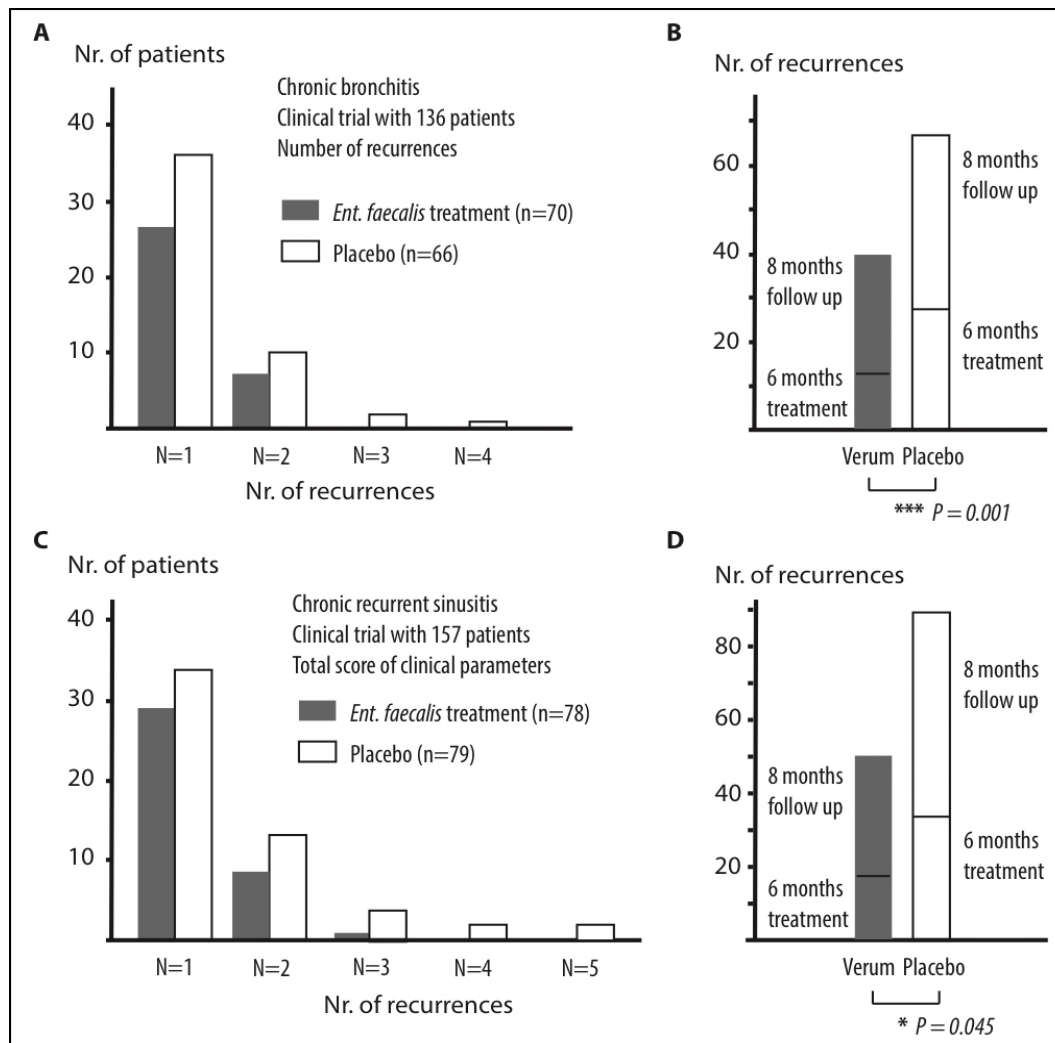 A
Nr. of patients
Chronic bronchitis
Clinical trial with 136 patients
Number of recurrences
Ent. faecalis treatment (n=70)
Placebo (n=66)
40
30
20
10
N=1 N=2 N=3 N=4
Nr. of recurrences
B
Nr. of recurrences
60
40
20
8 months
follow up
6 months
treatment
8 months
follow up
6 months
treatment
Verum Placebo
*** P = 0.001
C
Nr. of patients
Chronic recurrent sinusitis
Clinical trial with 157 patients
Total score of clinical parameters
Ent. faecalis treatment (n=78)
Placebo (n=79)
40
30
20
10
N=1 N=2 N=3 N=4 N=5
Nr. of recurrences
D
Nr. of recurrences
80
60
40
20
8 months
follow up
6 months
treatment
8 months
follow up
6 months
treatment
Verum Placebo
* P = 0.045